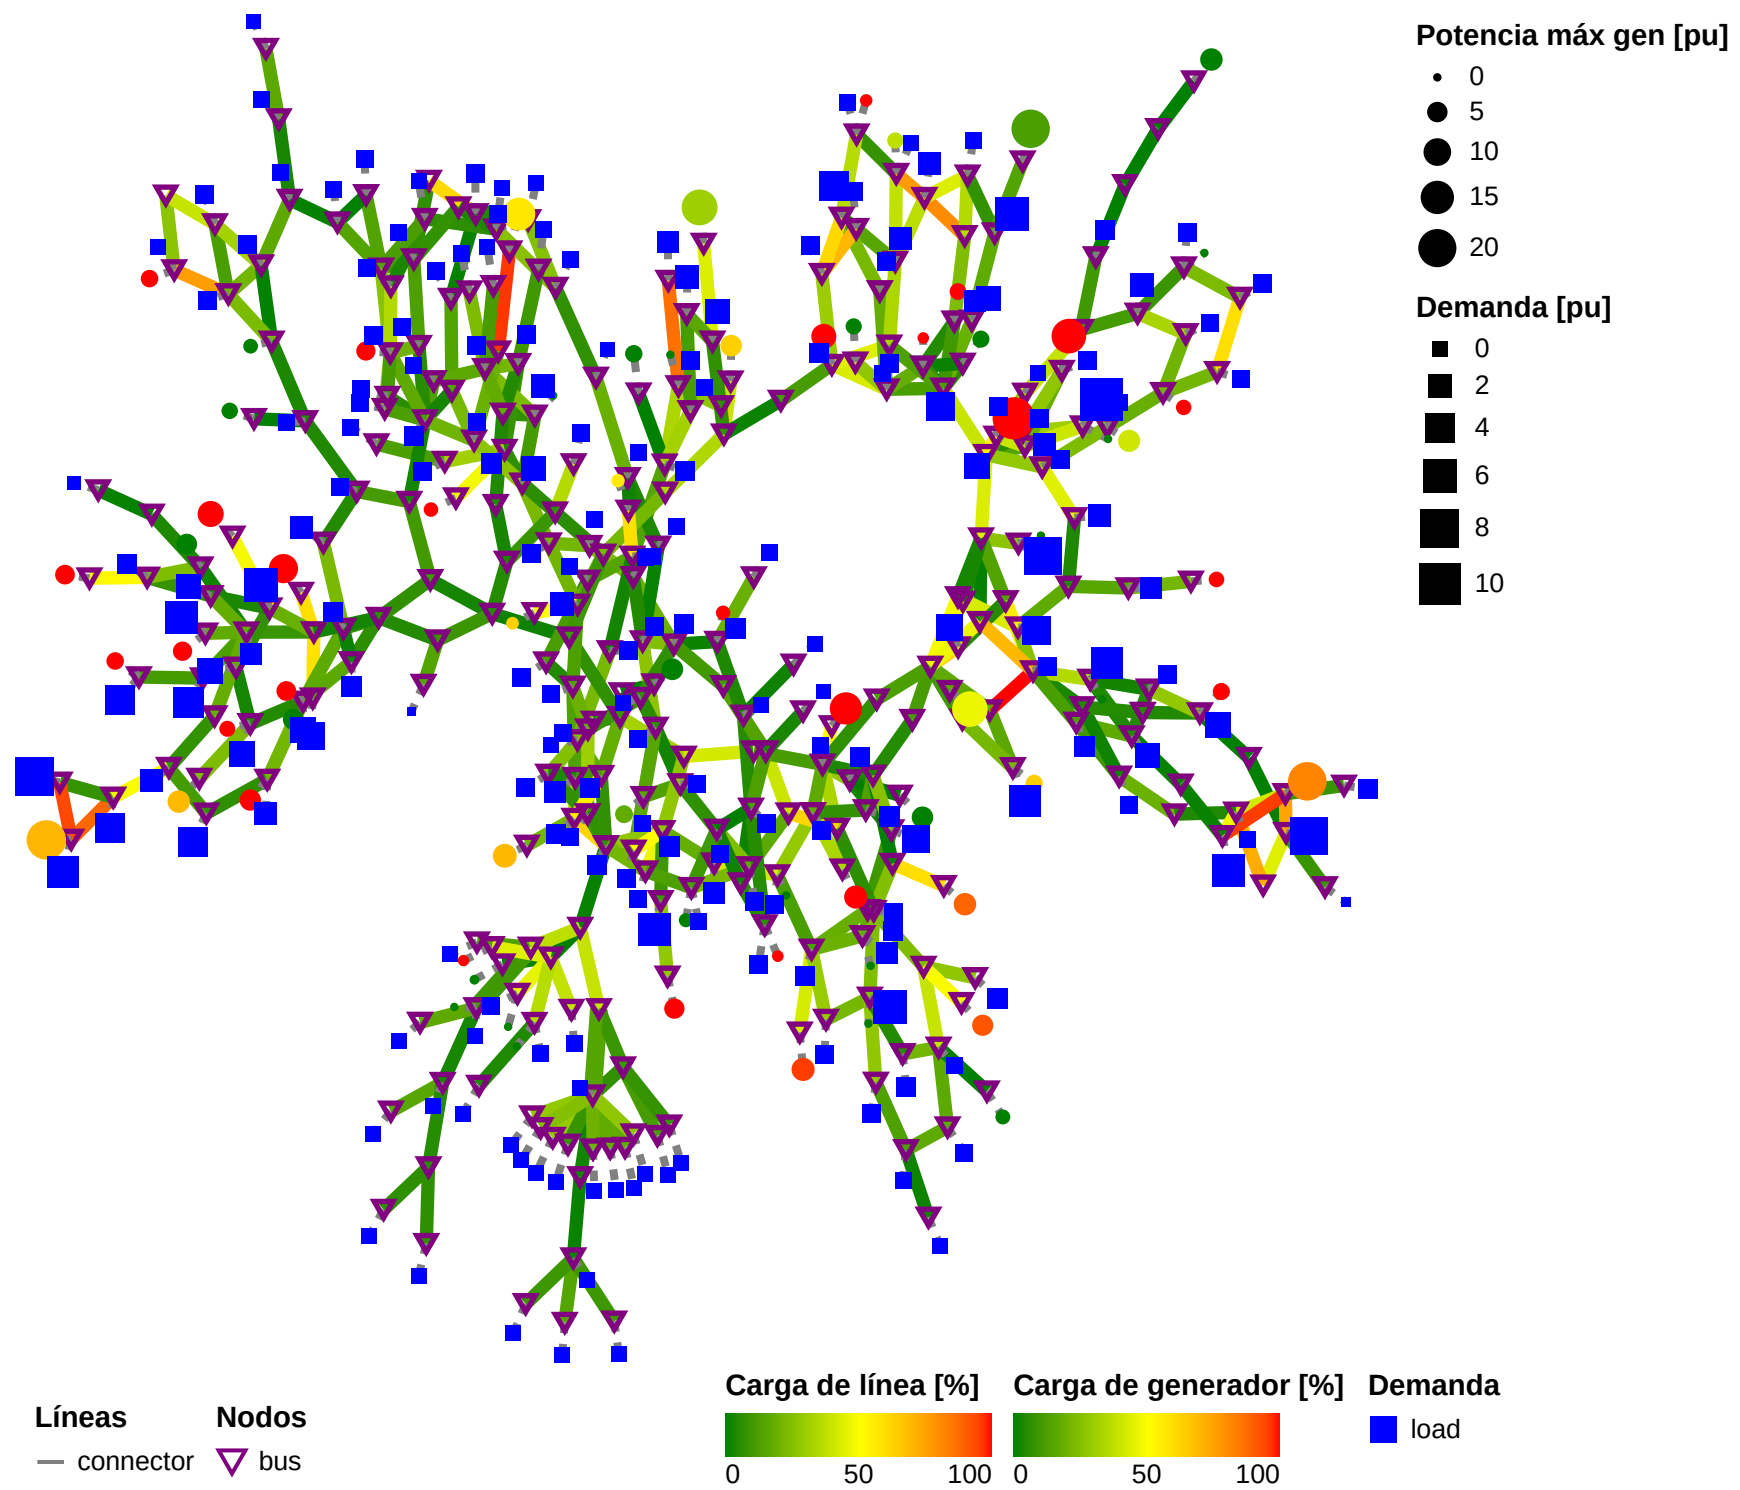 Potencia máx gen [pu]
0
5
10
15
20
Demanda [pu]
0
2
4
6
8
10
Líneas
connector
Nodos
bus
Carga de línea [%]
0 50 100
Carga de generador [%]
0 50 100
Demanda
load